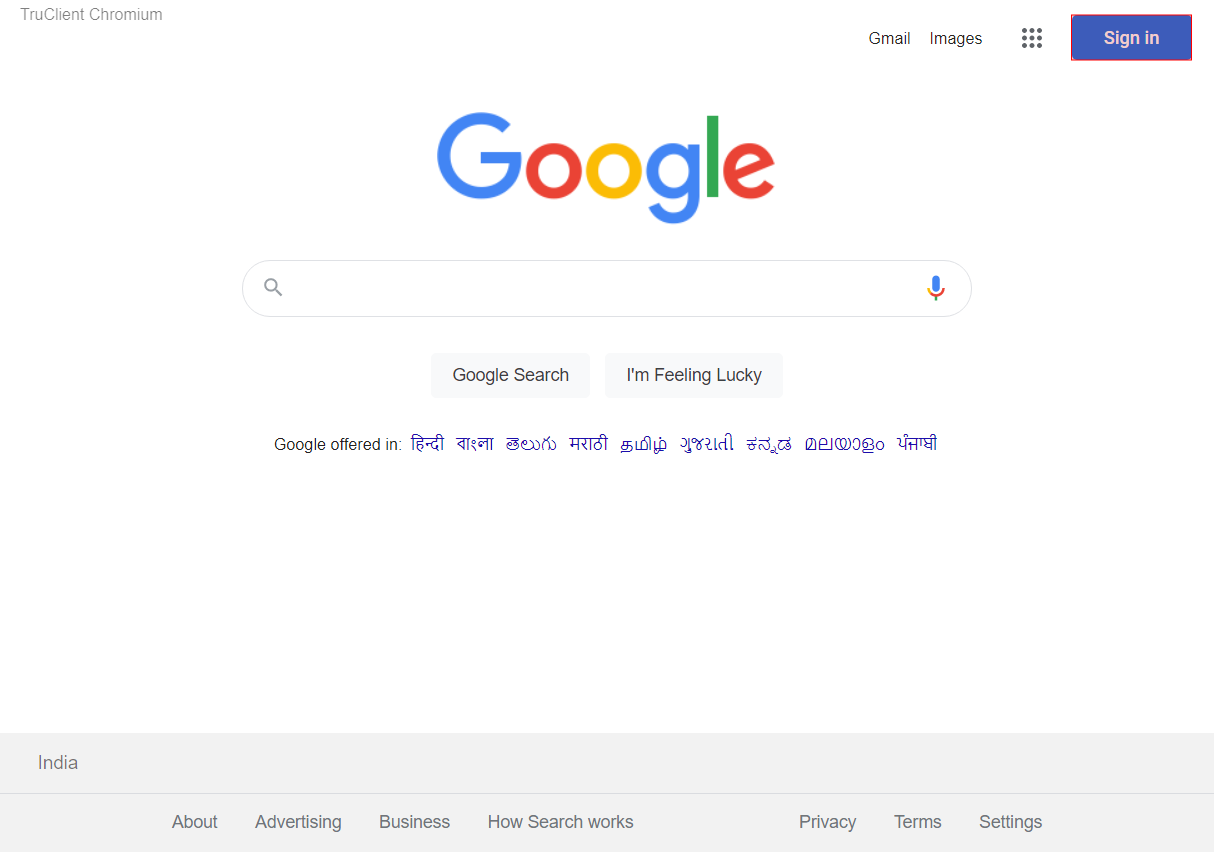 TruClient Chromium
Gmail Images Sign in
Google
Google Search I'm Feeling Lucky
Google offered in: हिन्दी বাংলা తెలుగు मराठी தமிழ் ગુજરાતી ಕನ್ನಡ മലയാളം ਪੰਜਾਬੀ
India
About Advertising Business How Search works Privacy Terms Settings